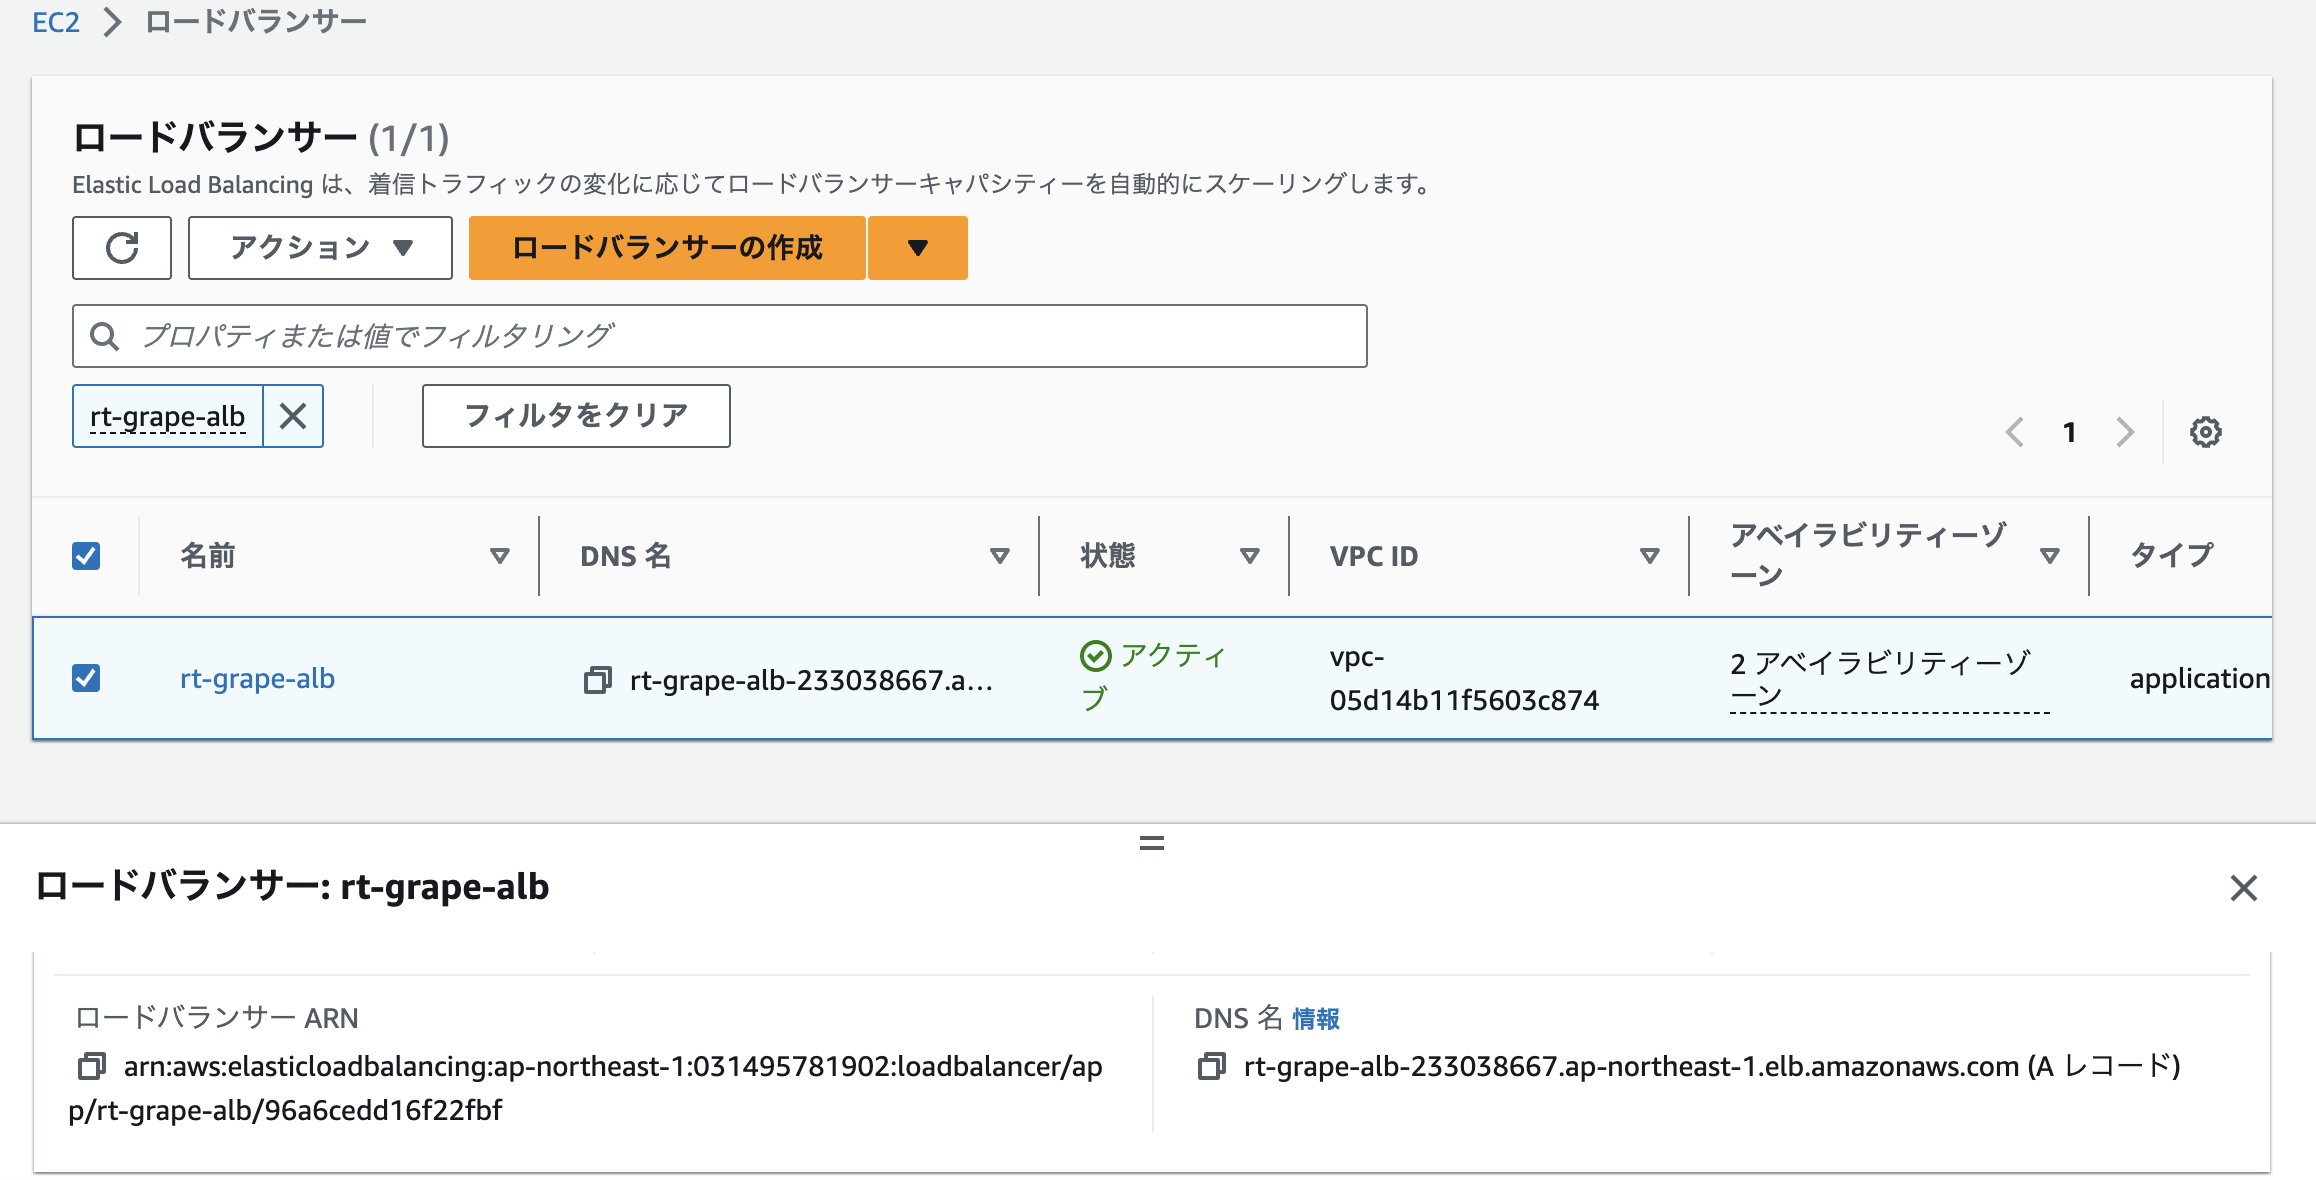 EC2 > ロードバランサー
ロードバランサー (1/1)
Elastic Load Balancing は、着信トラフィックの変化に応じてロードバランサーキャパシティーを自動的にスケーリングします。
アクション ▼ ロードバランサーの作成 ▼
プロパティまたは値でフィルタリング
rt-grape-alb フィルタをクリア
1
名前 DNS 名 状態 VPC ID アベイラビリティーゾ
ーン タイプ
rt-grape-alb rt-grape-alb-233038667.a... アクティ
ブ vpc-
05d14b11f5603c874 2 アベイラビリティーゾ
ーン application
ロードバランサー: rt-grape-alb
ロードバランサー ARN
arn:aws:elasticloadbalancing:ap-northeast-1:031495781902:loadbalancer/ap
p/rt-grape-alb/96a6cedd16f22fbf
DNS 名 情報
rt-grape-alb-233038667.ap-northeast-1.elb.amazonaws.com (A レコード)